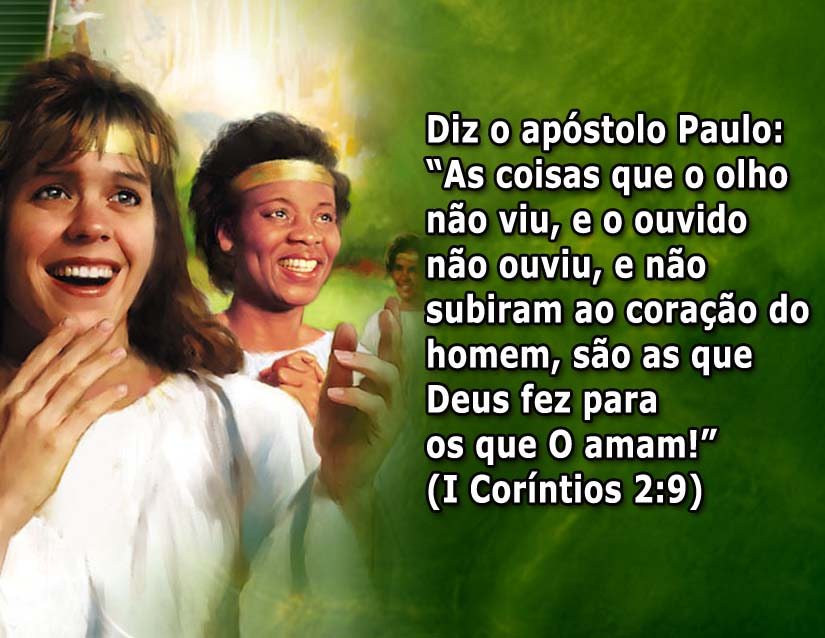 Diz o apóstolo Paulo:
“As coisas que o olho
não viu, e o ouvido
não ouviu, e não
subiram ao coração do
homem, são as que
Deus fez para
os que O amam!”
(I Coríntios 2:9)